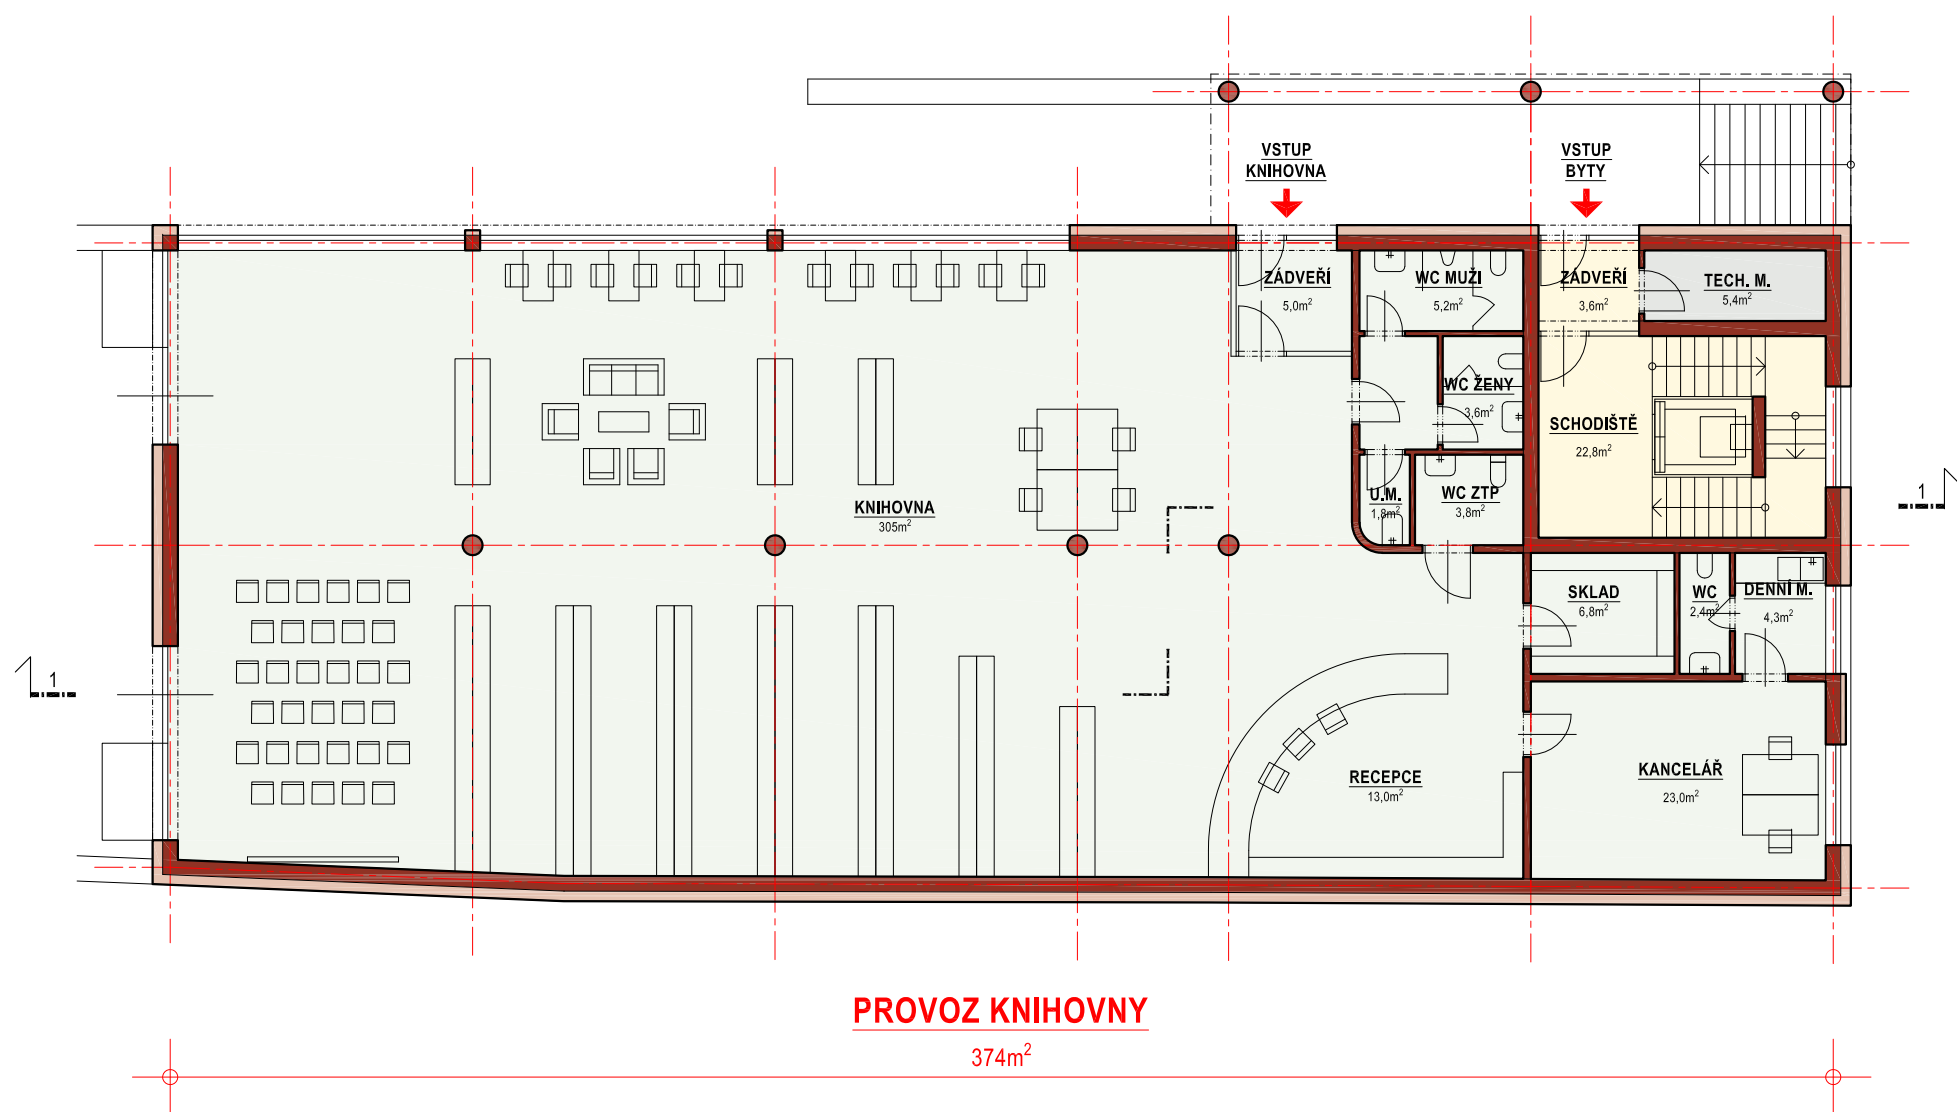 VSTUP
KNIHOVNA
VSTUP
BYTY
ZÁDVEŘÍ
5,0m²
WC MUŽI
5,2m²
ZÁDVEŘÍ
3,6m²
TECH. M.
5,4m²
WC ŽENY
3,6m²
SCHODIŠTĚ
22,8m²
KNIHOVNA
305m²
Ú.M.
1,8m²
WC ZTP
3,8m²
1
SKLAD
6,8m²
WC
2,4m²
DENNÍ M.
4,3m²
1
RECEPCE
13,0m²
KANCELÁŘ
23,0m²
PROVOZ KNIHOVNY
374m²